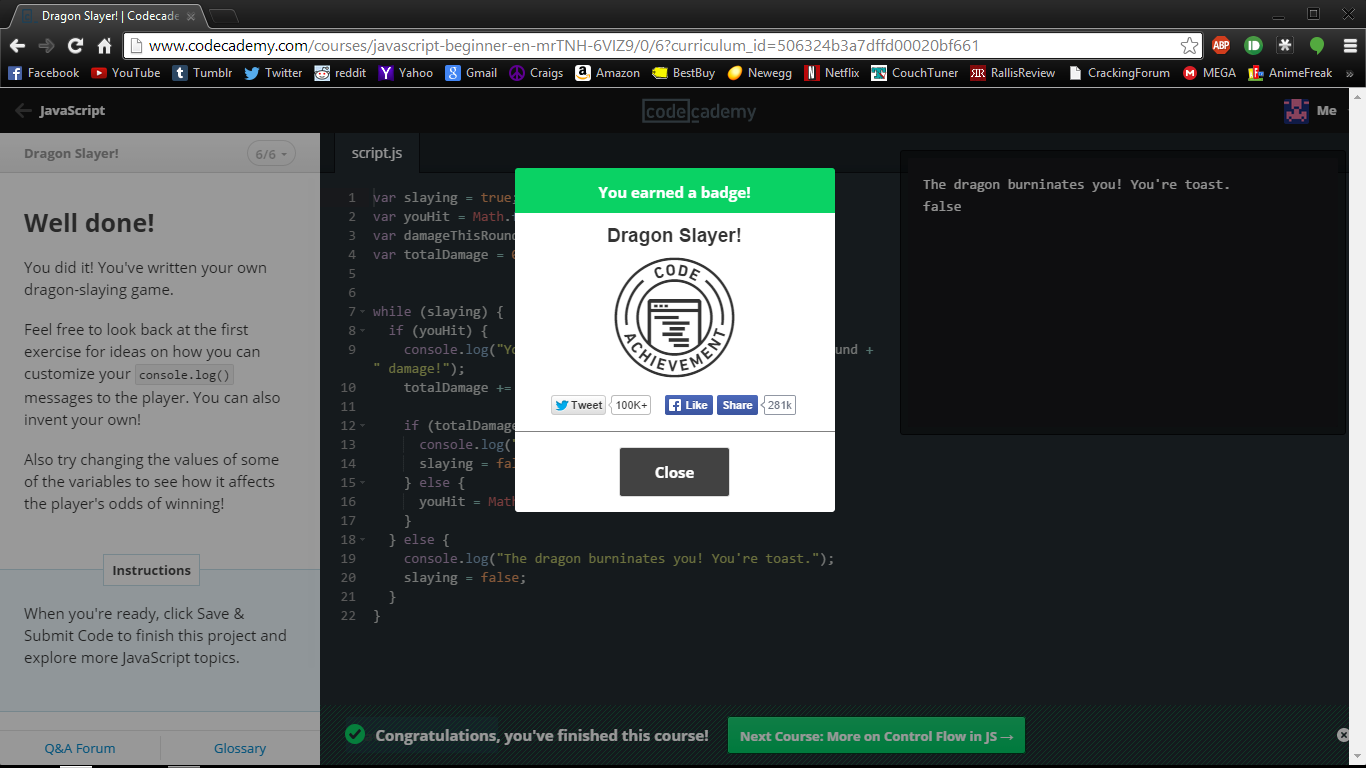 Dragon Slayer! | Codecade
www.codecademy.com/courses/javascript-beginner-en-mrTNH-6VIZ9/0/6?curriculum_id=506324b3a7dffd00020bf661
ABP
Facebook YouTube Tumblr Twitter reddit Yahoo Gmail Craigs Amazon BestBuy Newegg Netflix CouchTuner RallisReview CrackingForum MEGA AnimeFreak »
← JavaScript
codecademy
Me
Dragon Slayer!
6/6
Well done!
You did it! You've written your own
dragon-slaying game.
Feel free to look back at the first
exercise for ideas on how you can
customize your console.log()
messages to the player. You can also
invent your own!
Also try changing the values of some
of the variables to see how it affects
the player's odds of winning!
Instructions
When you're ready, click Save &
Submit Code to finish this project and
explore more JavaScript topics.
Q&A Forum
Glossary
script.js
1 var slaying = true;
2 var youHit = Math.
3 var damageThisRound
4 var totalDamage =
5
6
7 while (slaying) {
8 if (youHit) {
9 console.log("Yo und +
" damage!");
10 totalDamage +=
11
12 if (totalDamage
13 console.log("
14 slaying = fal
15 } else {
16 youHit = Math
17 }
18 } else {
19 console.log("The dragon burninates you! You're toast.");
20 slaying = false;
21 }
22 }
You earned a badge!
Dragon Slayer!
CODE
ACHIEVEMENT
Tweet 100K+ Like Share 281k
Close
The dragon burninates you! You're toast.
false
Congratulations, you've finished this course!
Next Course: More on Control Flow in JS →